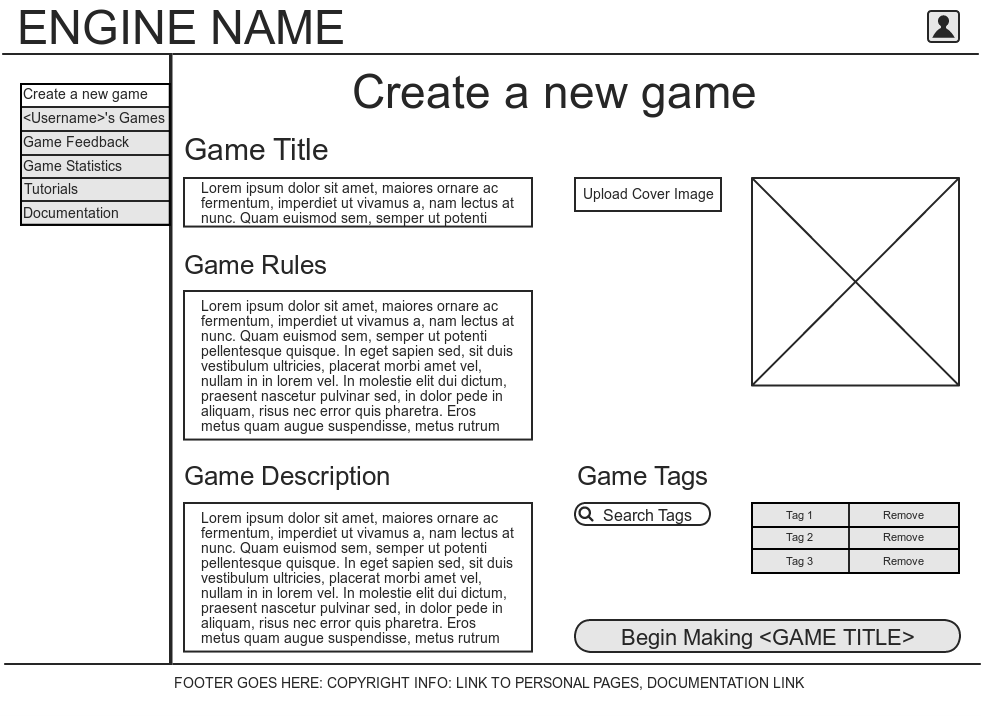 ENGINE NAME
Create a new game
<Username>'s Games
Game Feedback
Game Statistics
Tutorials
Documentation
Create a new game
Game Title
Lorem ipsum dolor sit amet, maiores ornare ac
fermentum, imperdiet ut vivamus a, nam lectus at
nunc. Quam euismod sem, semper ut potenti
Upload Cover Image
Game Rules
Lorem ipsum dolor sit amet, maiores ornare ac
fermentum, imperdiet ut vivamus a, nam lectus at
nunc. Quam euismod sem, semper ut potenti
pellentesque quisque. In eget sapien sed, sit duis
vestibulum ultricies, placerat morbi amet vel,
nullam in in lorem vel. In molestie elit dui dictum,
praesent nascetur pulvinar sed, in dolor pede in
aliquam, risus nec error quis pharetra. Eros
metus quam augue suspendisse, metus rutrum
Game Description
Lorem ipsum dolor sit amet, maiores ornare ac
fermentum, imperdiet ut vivamus a, nam lectus at
nunc. Quam euismod sem, semper ut potenti
pellentesque quisque. In eget sapien sed, sit duis
vestibulum ultricies, placerat morbi amet vel,
nullam in in lorem vel. In molestie elit dui dictum,
praesent nascetur pulvinar sed, in dolor pede in
aliquam, risus nec error quis pharetra. Eros
metus quam augue suspendisse, metus rutrum
Game Tags
Search Tags
Tag 1 Remove
Tag 2 Remove
Tag 3 Remove
Begin Making <GAME TITLE>
FOOTER GOES HERE: COPYRIGHT INFO: LINK TO PERSONAL PAGES, DOCUMENTATION LINK